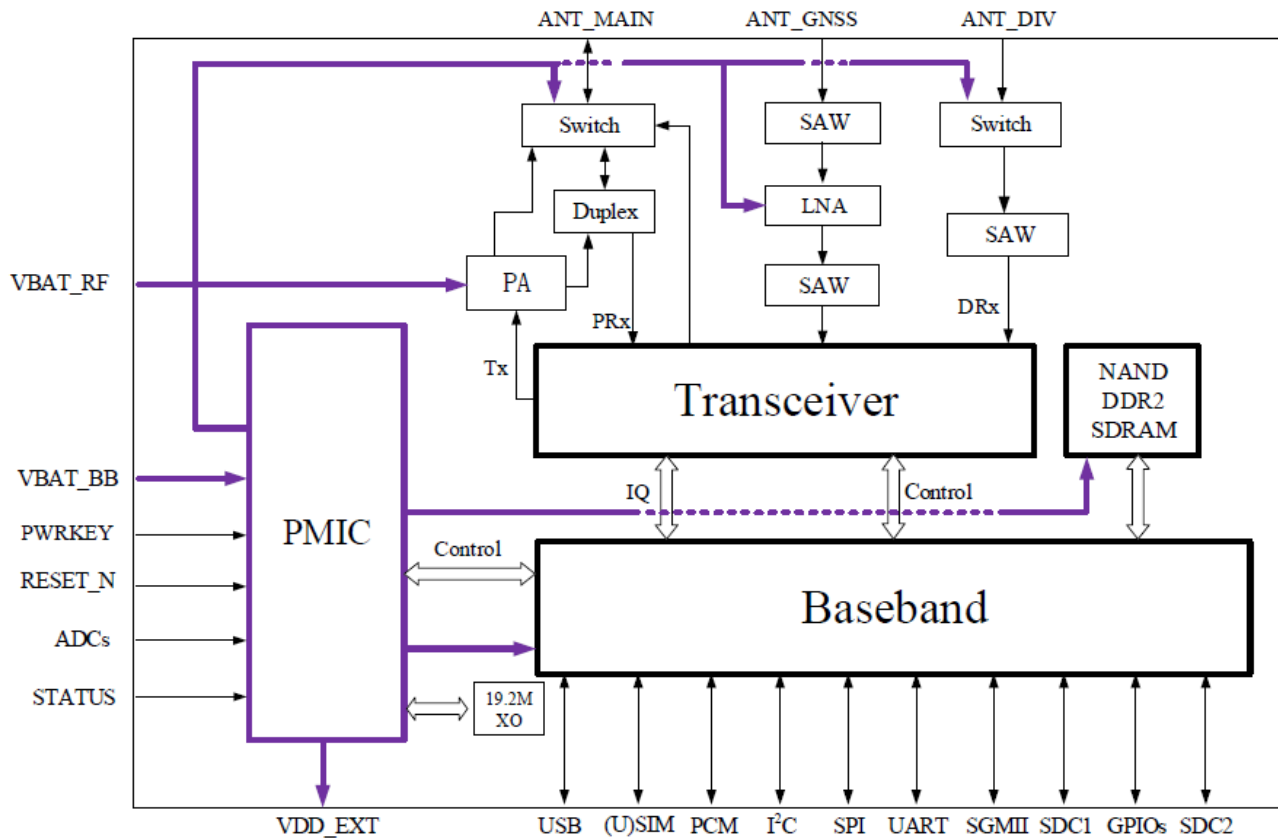 ANT_MAIN
ANT_GNSS
ANT_DIV
Switch
SAW
Switch
Duplex
LNA
SAW
VBAT_RF
PA
SAW
PRx
DRx
Tx
Transceiver
NAND
DDR2
SDRAM
VBAT_BB
IQ
Control
PWRKEY
PMIC
Control
RESET_N
Baseband
ADCs
STATUS
19.2M
XO
VDD_EXT
USB
(U)SIM
PCM
I²C
SPI
UART
SGMII
SDC1
GPIOs
SDC2